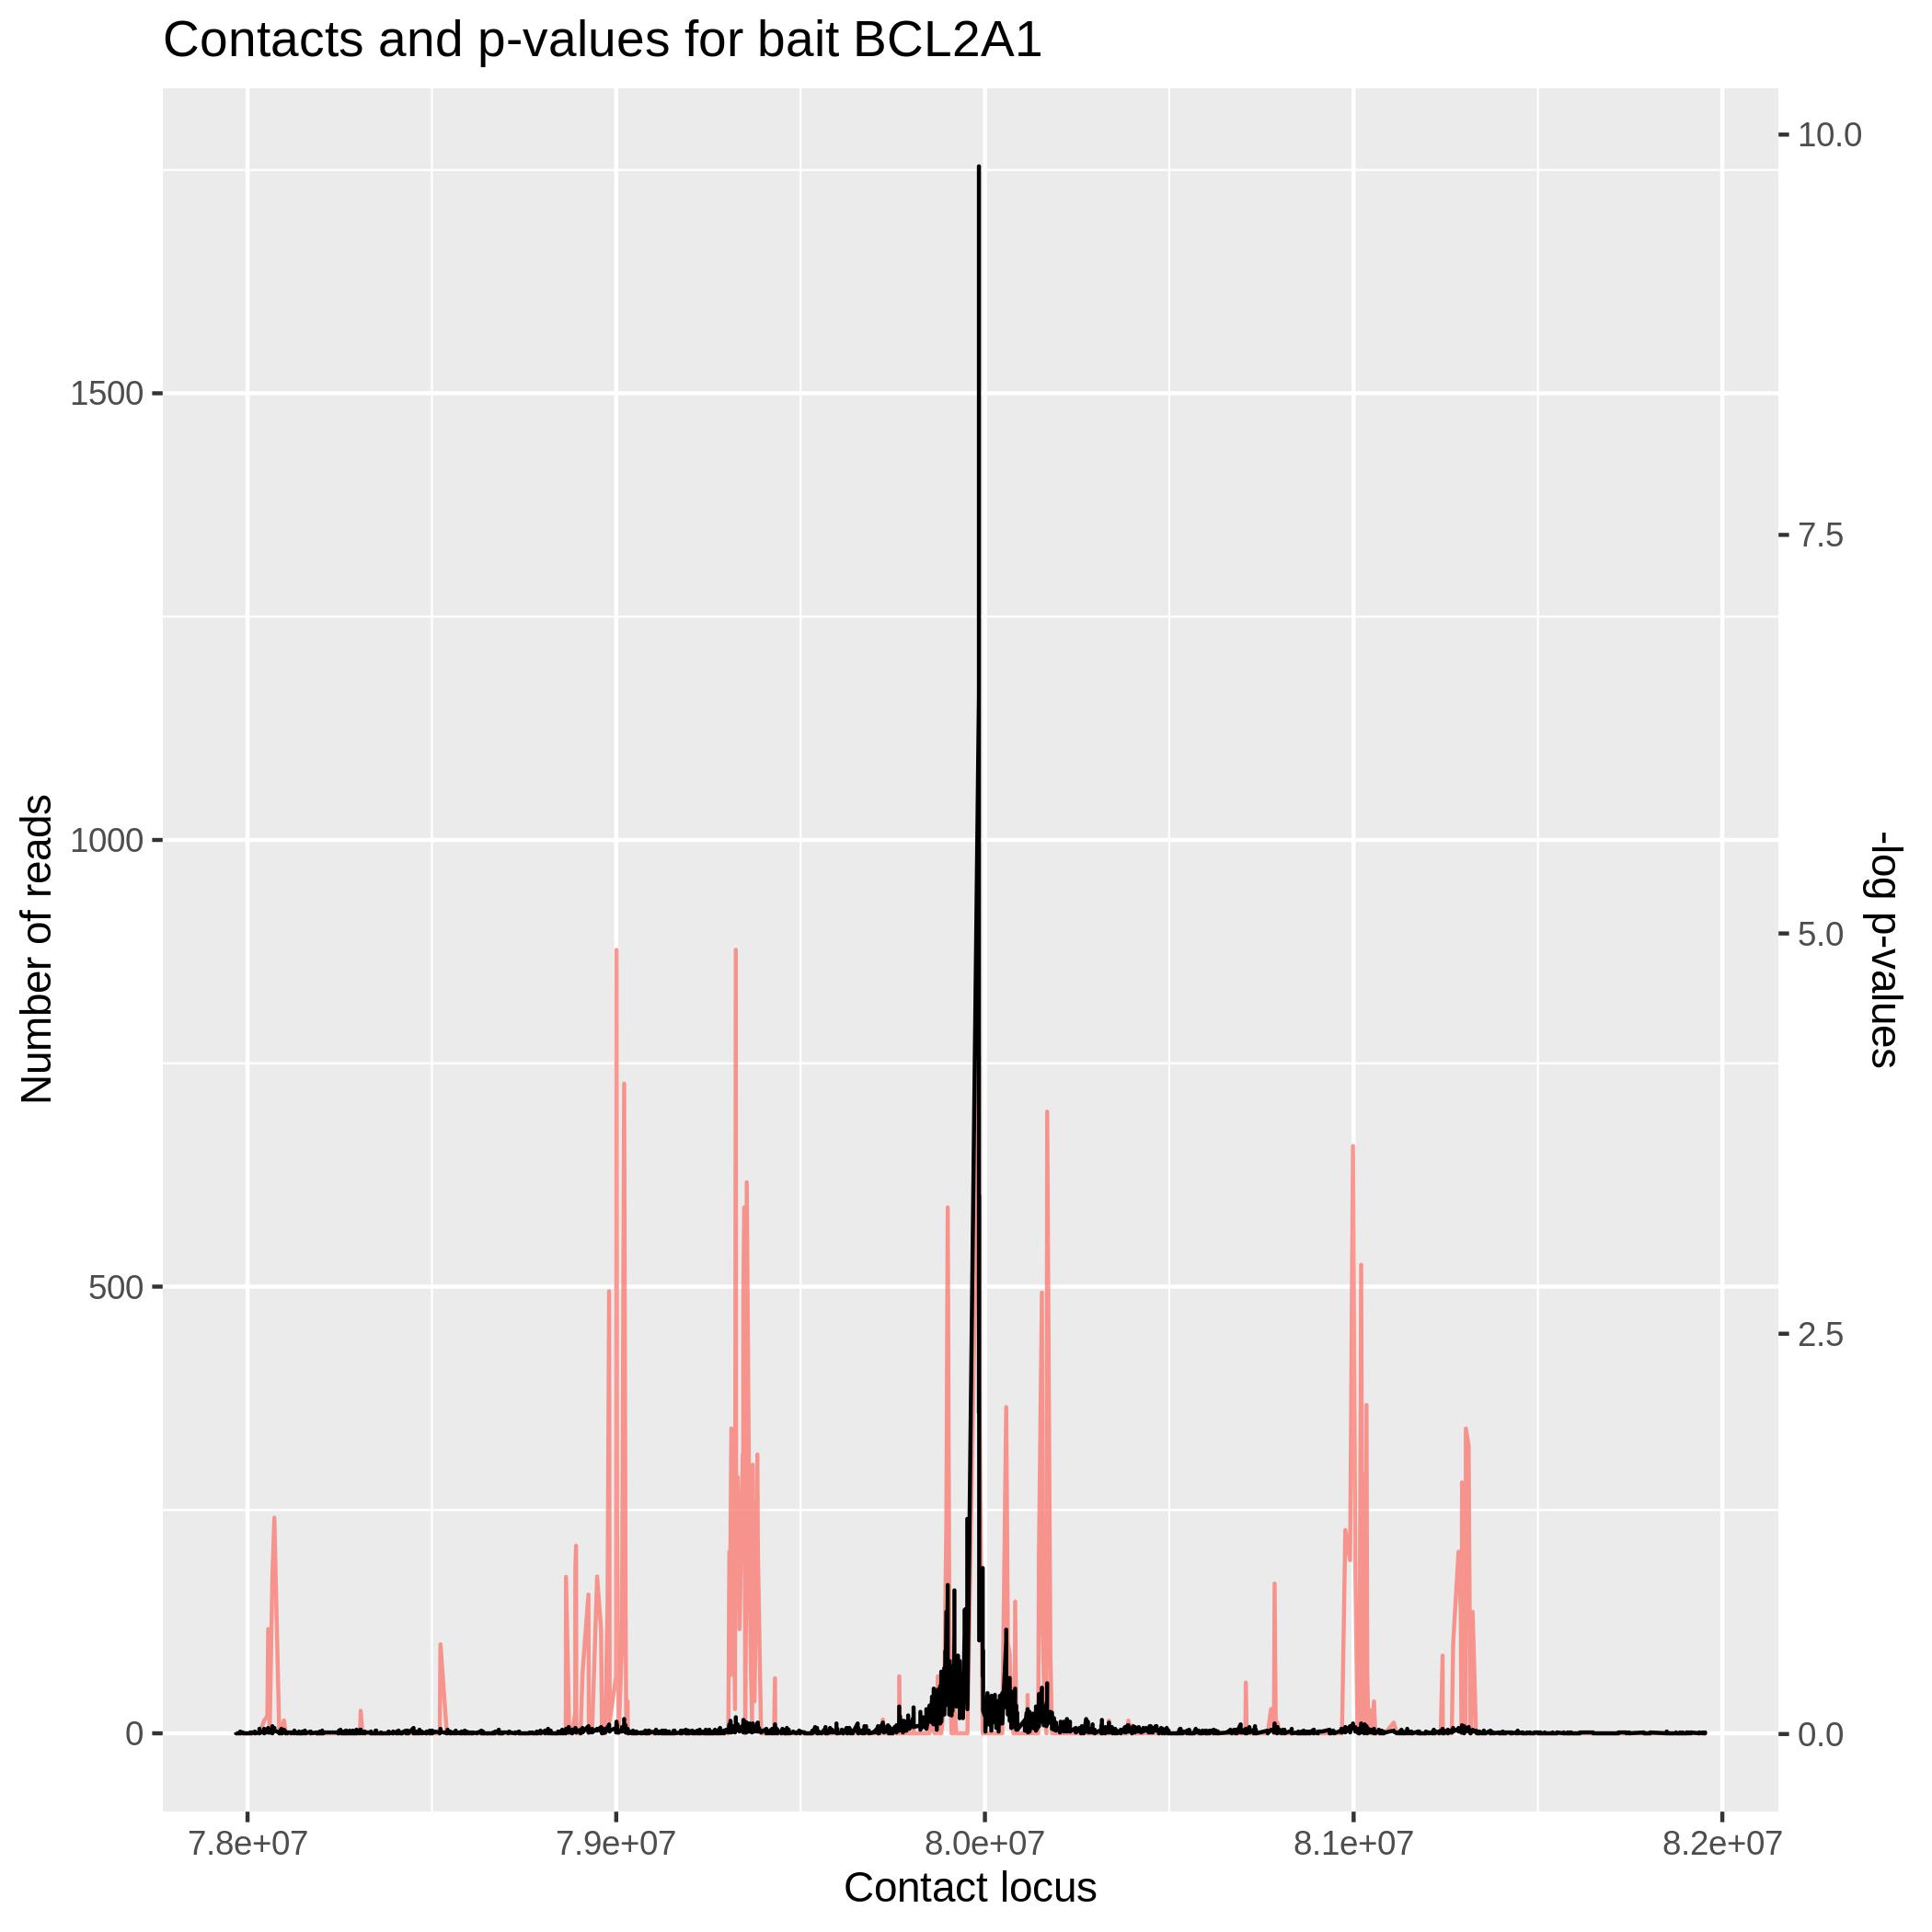 Contacts and p-values for bait BCL2A1
10.0
1500
7.5
1000
5.0
Number of reads
-log p-values
500
2.5
0
0.0
7.8e+07
7.9e+07
8.0e+07
8.1e+07
8.2e+07
Contact locus